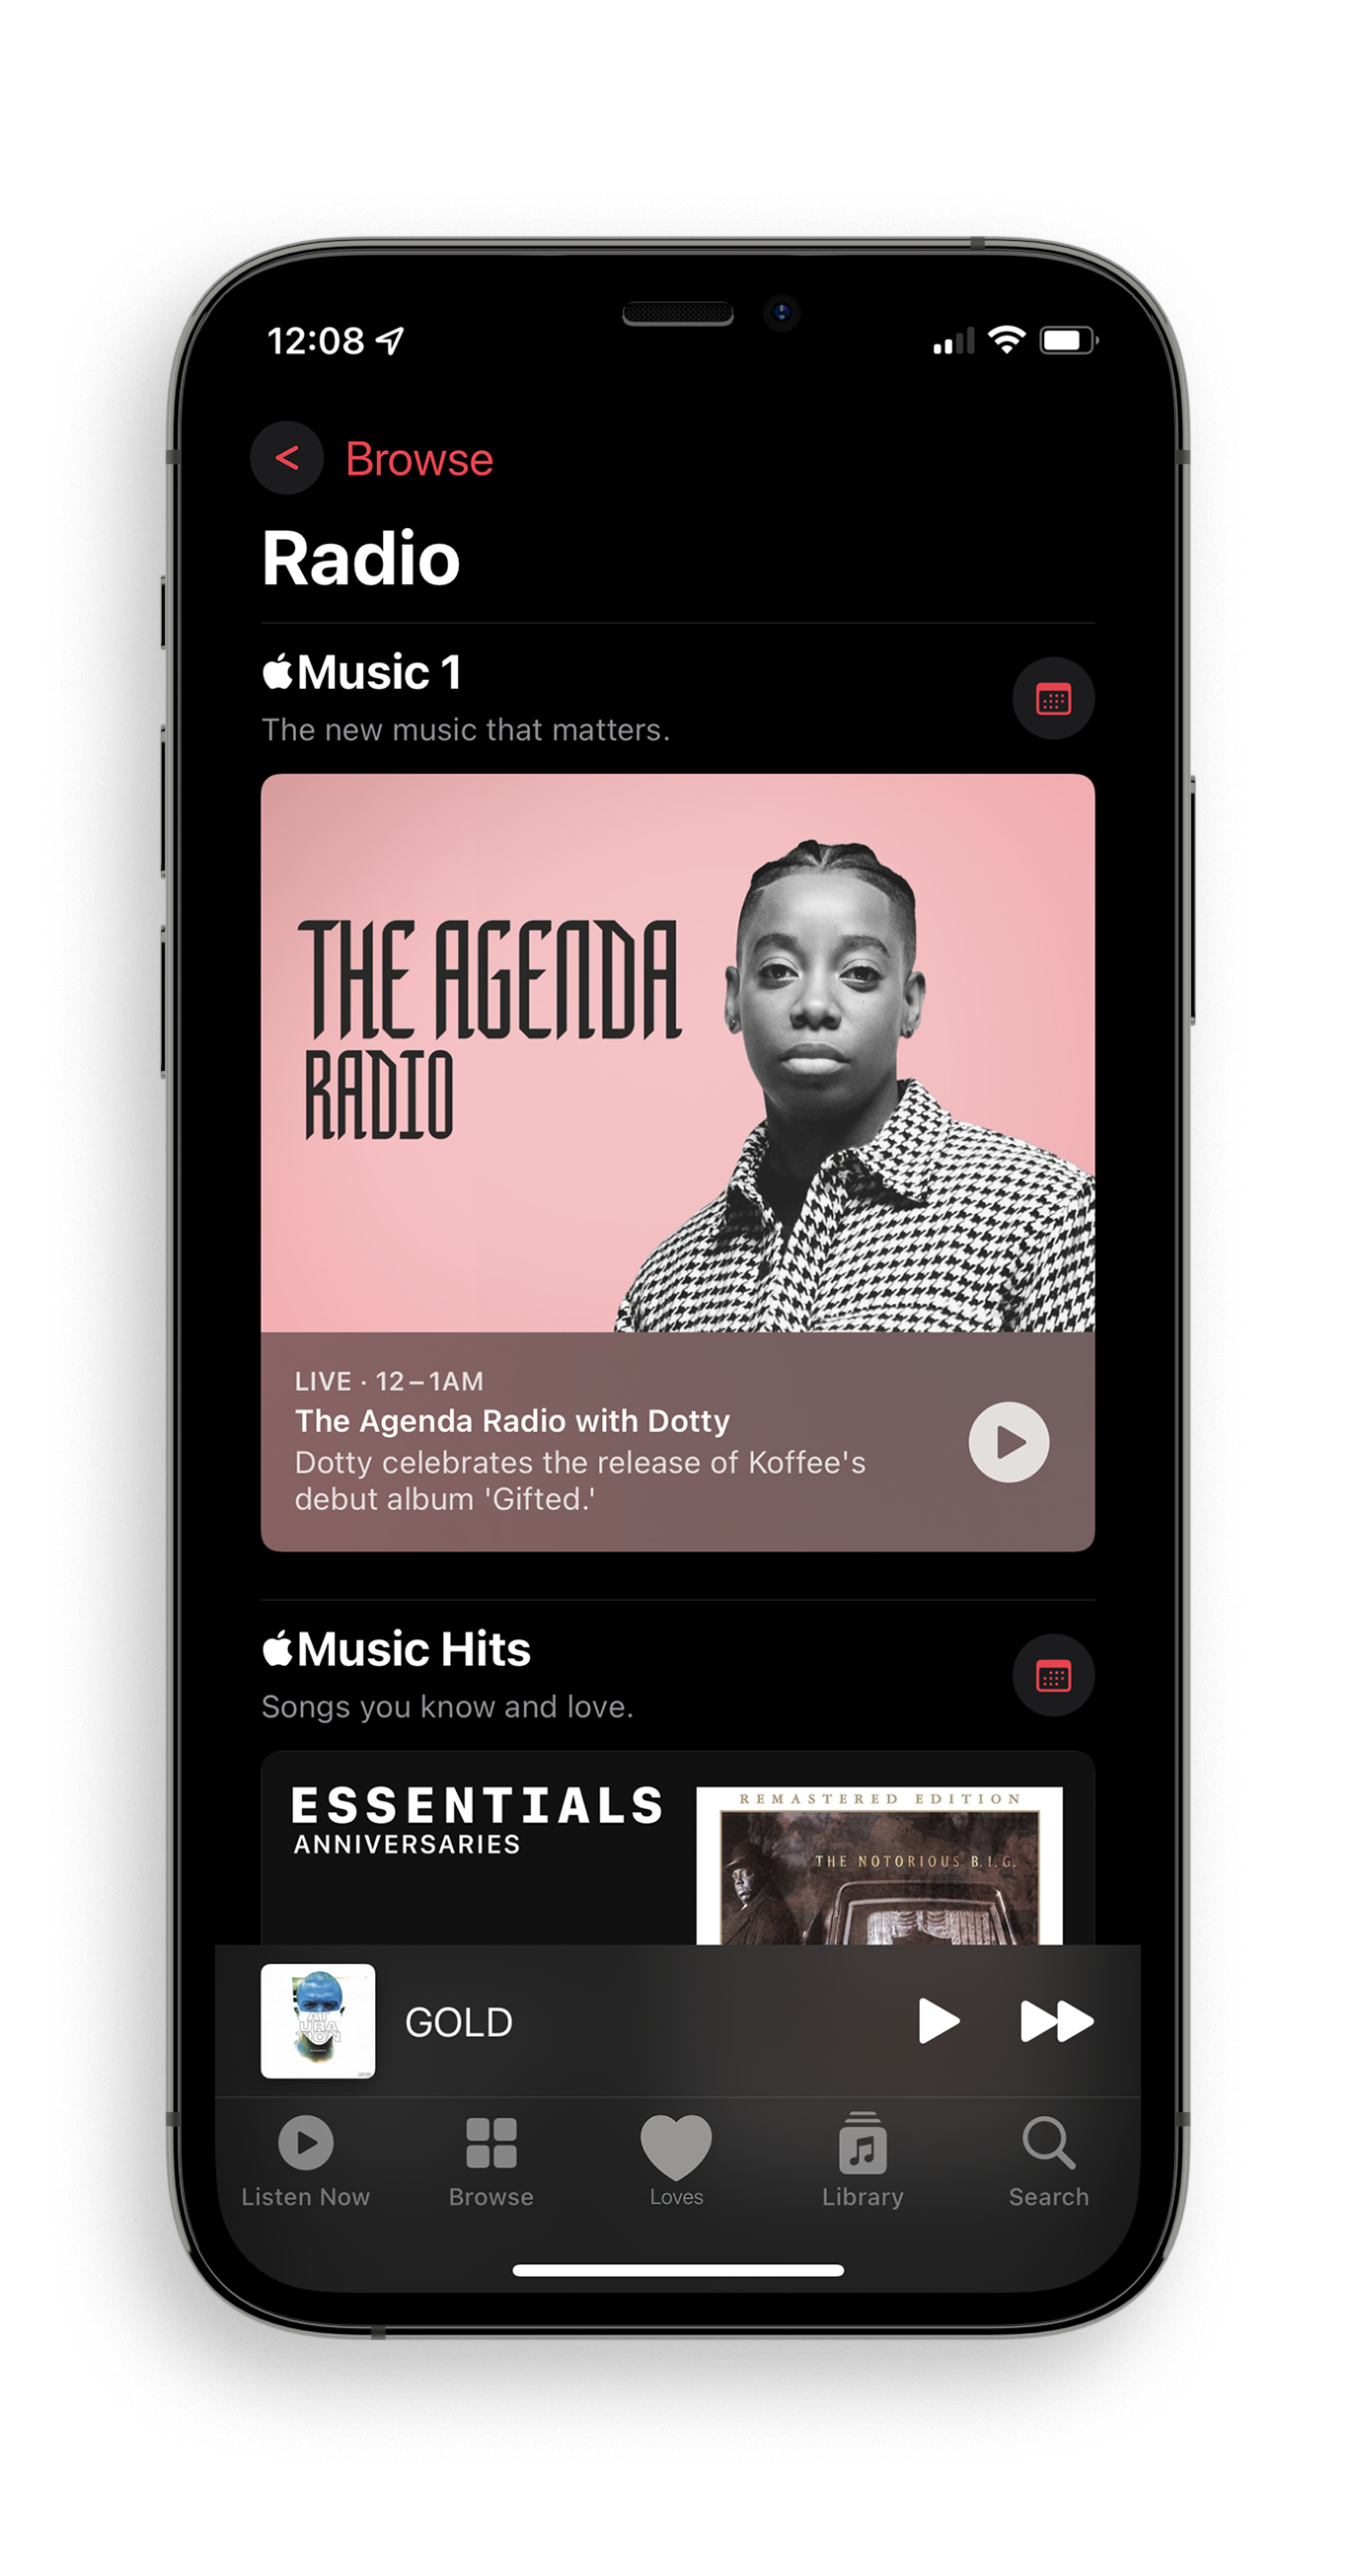 12:08
< Browse
Radio
Music 1
The new music that matters.
THE AGENDA
RADIO
LIVE · 12–1AM
The Agenda Radio with Dotty
Dotty celebrates the release of Koffee's
debut album 'Gifted.'
Music Hits
Songs you know and love.
ESSENTIALS
ANNIVERSARIES
REMASTERED EDITION
THE NOTORIOUS B.I.G.
GOLD
Listen Now
Browse
Loves
Library
Search